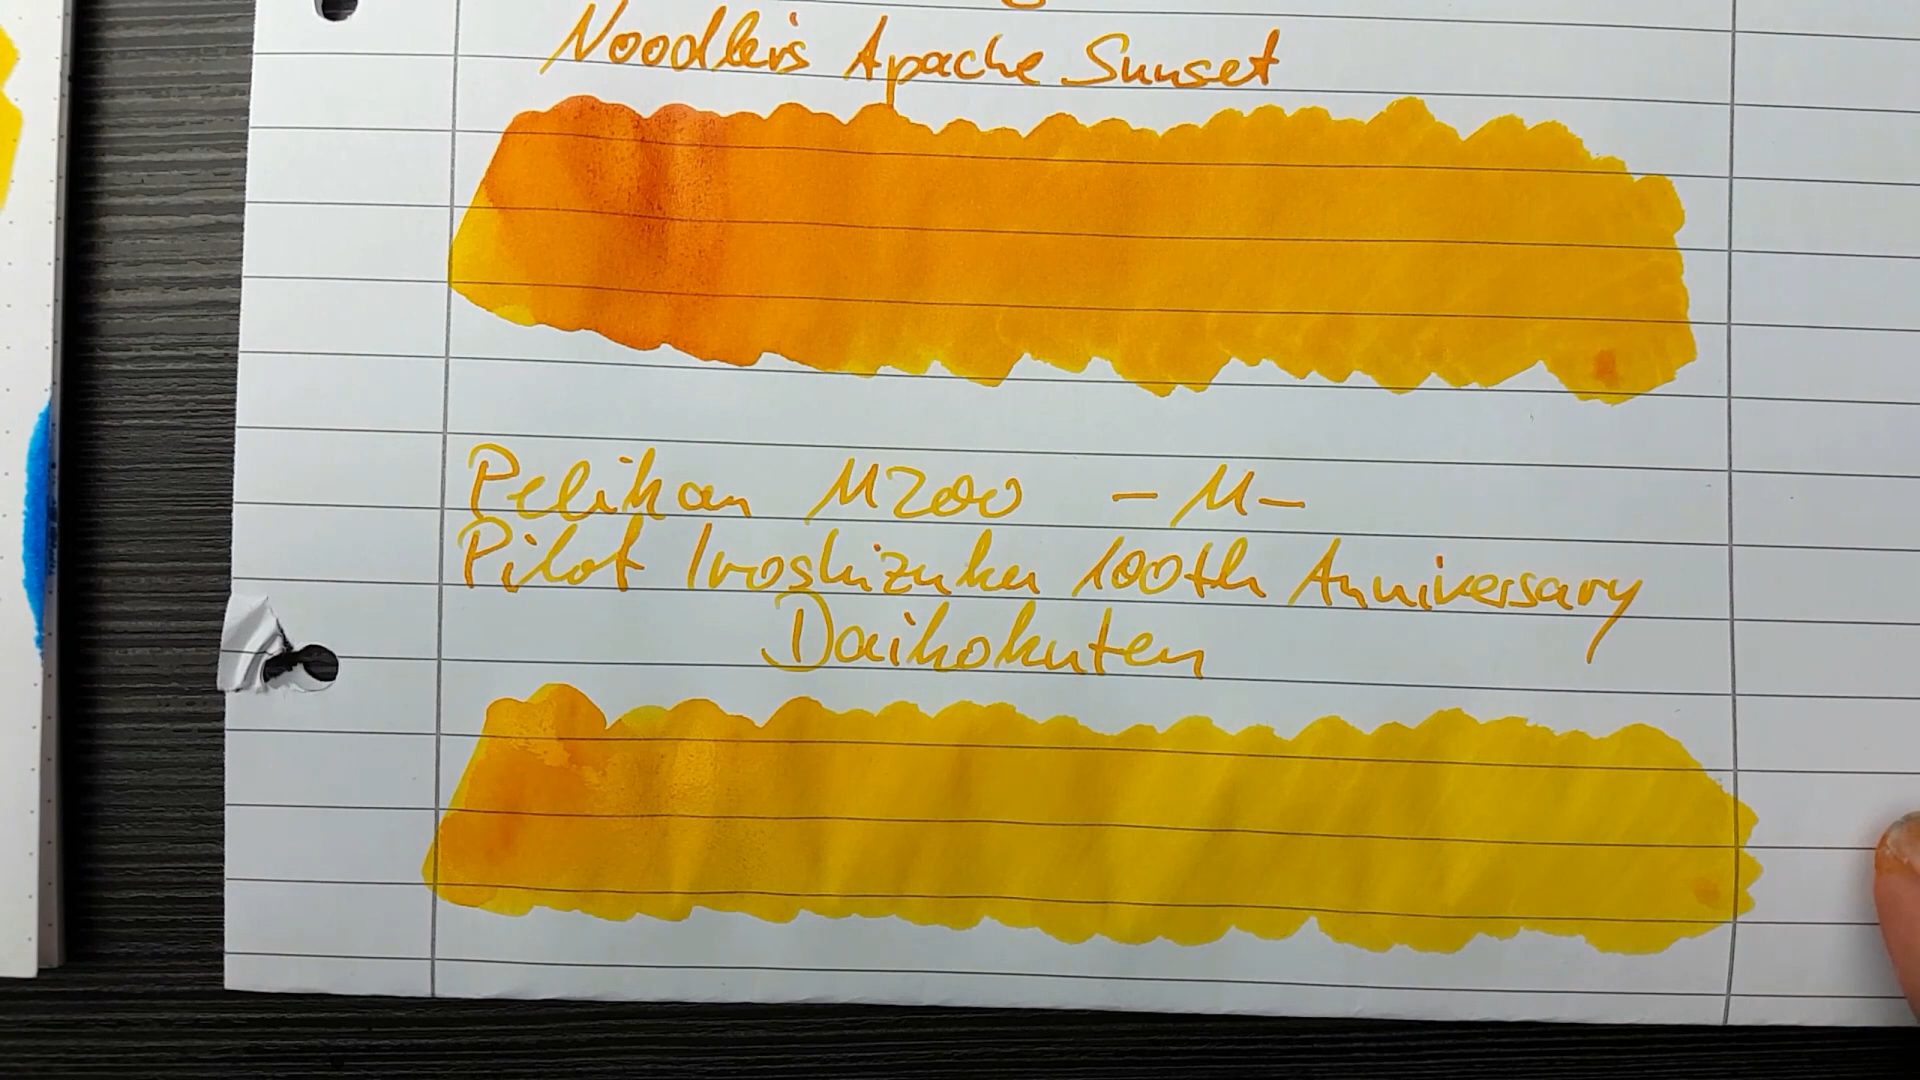 Noodler's Apache Sunset
Pelikan M200 - M -
Pilot Iroshizuku 100th Anniversary
Daikokuten